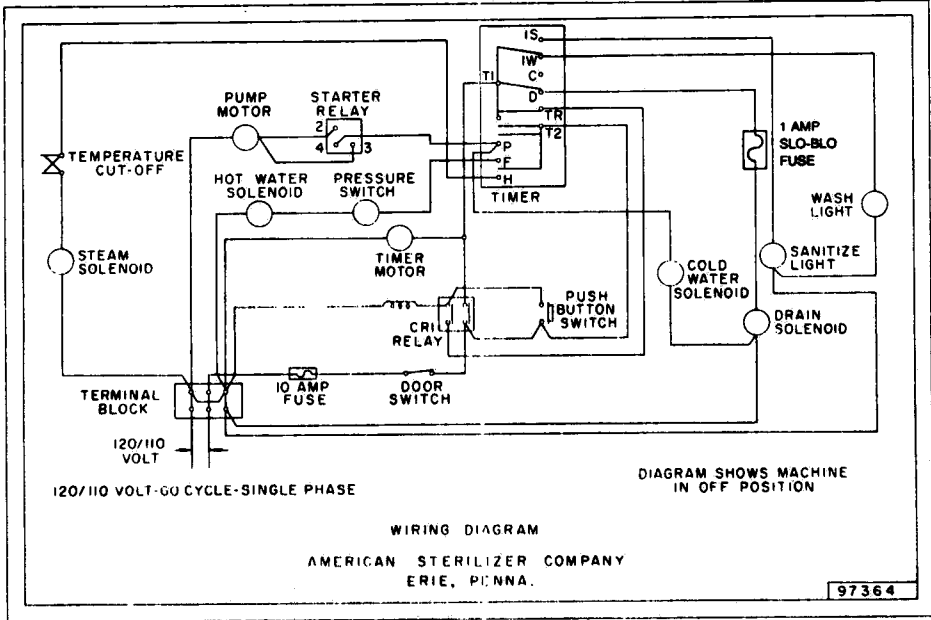 IS
IW
C
D
TI
TR
T2
P
F
H
TIMER
PUMP
MOTOR
STARTER
RELAY
2
4
3
1 AMP
SLO-BLO
FUSE
TEMPERATURE
CUT-OFF
HOT WATER
SOLENOID
PRESSURE
SWITCH
WASH
LIGHT
STEAM
SOLENOID
TIMER
MOTOR
COLD
WATER
SOLENOID
SANITIZE
LIGHT
PUSH
BUTTON
SWITCH
DRAIN
SOLENOID
CRI
RELAY
TERMINAL
BLOCK
10 AMP
FUSE
DOOR
SWITCH
120/110
VOLT
120/110 VOLT-60 CYCLE-SINGLE PHASE
DIAGRAM SHOWS MACHINE
IN OFF POSITION
WIRING DIAGRAM
AMERICAN STERILIZER COMPANY
ERIE, PENNA.
97364